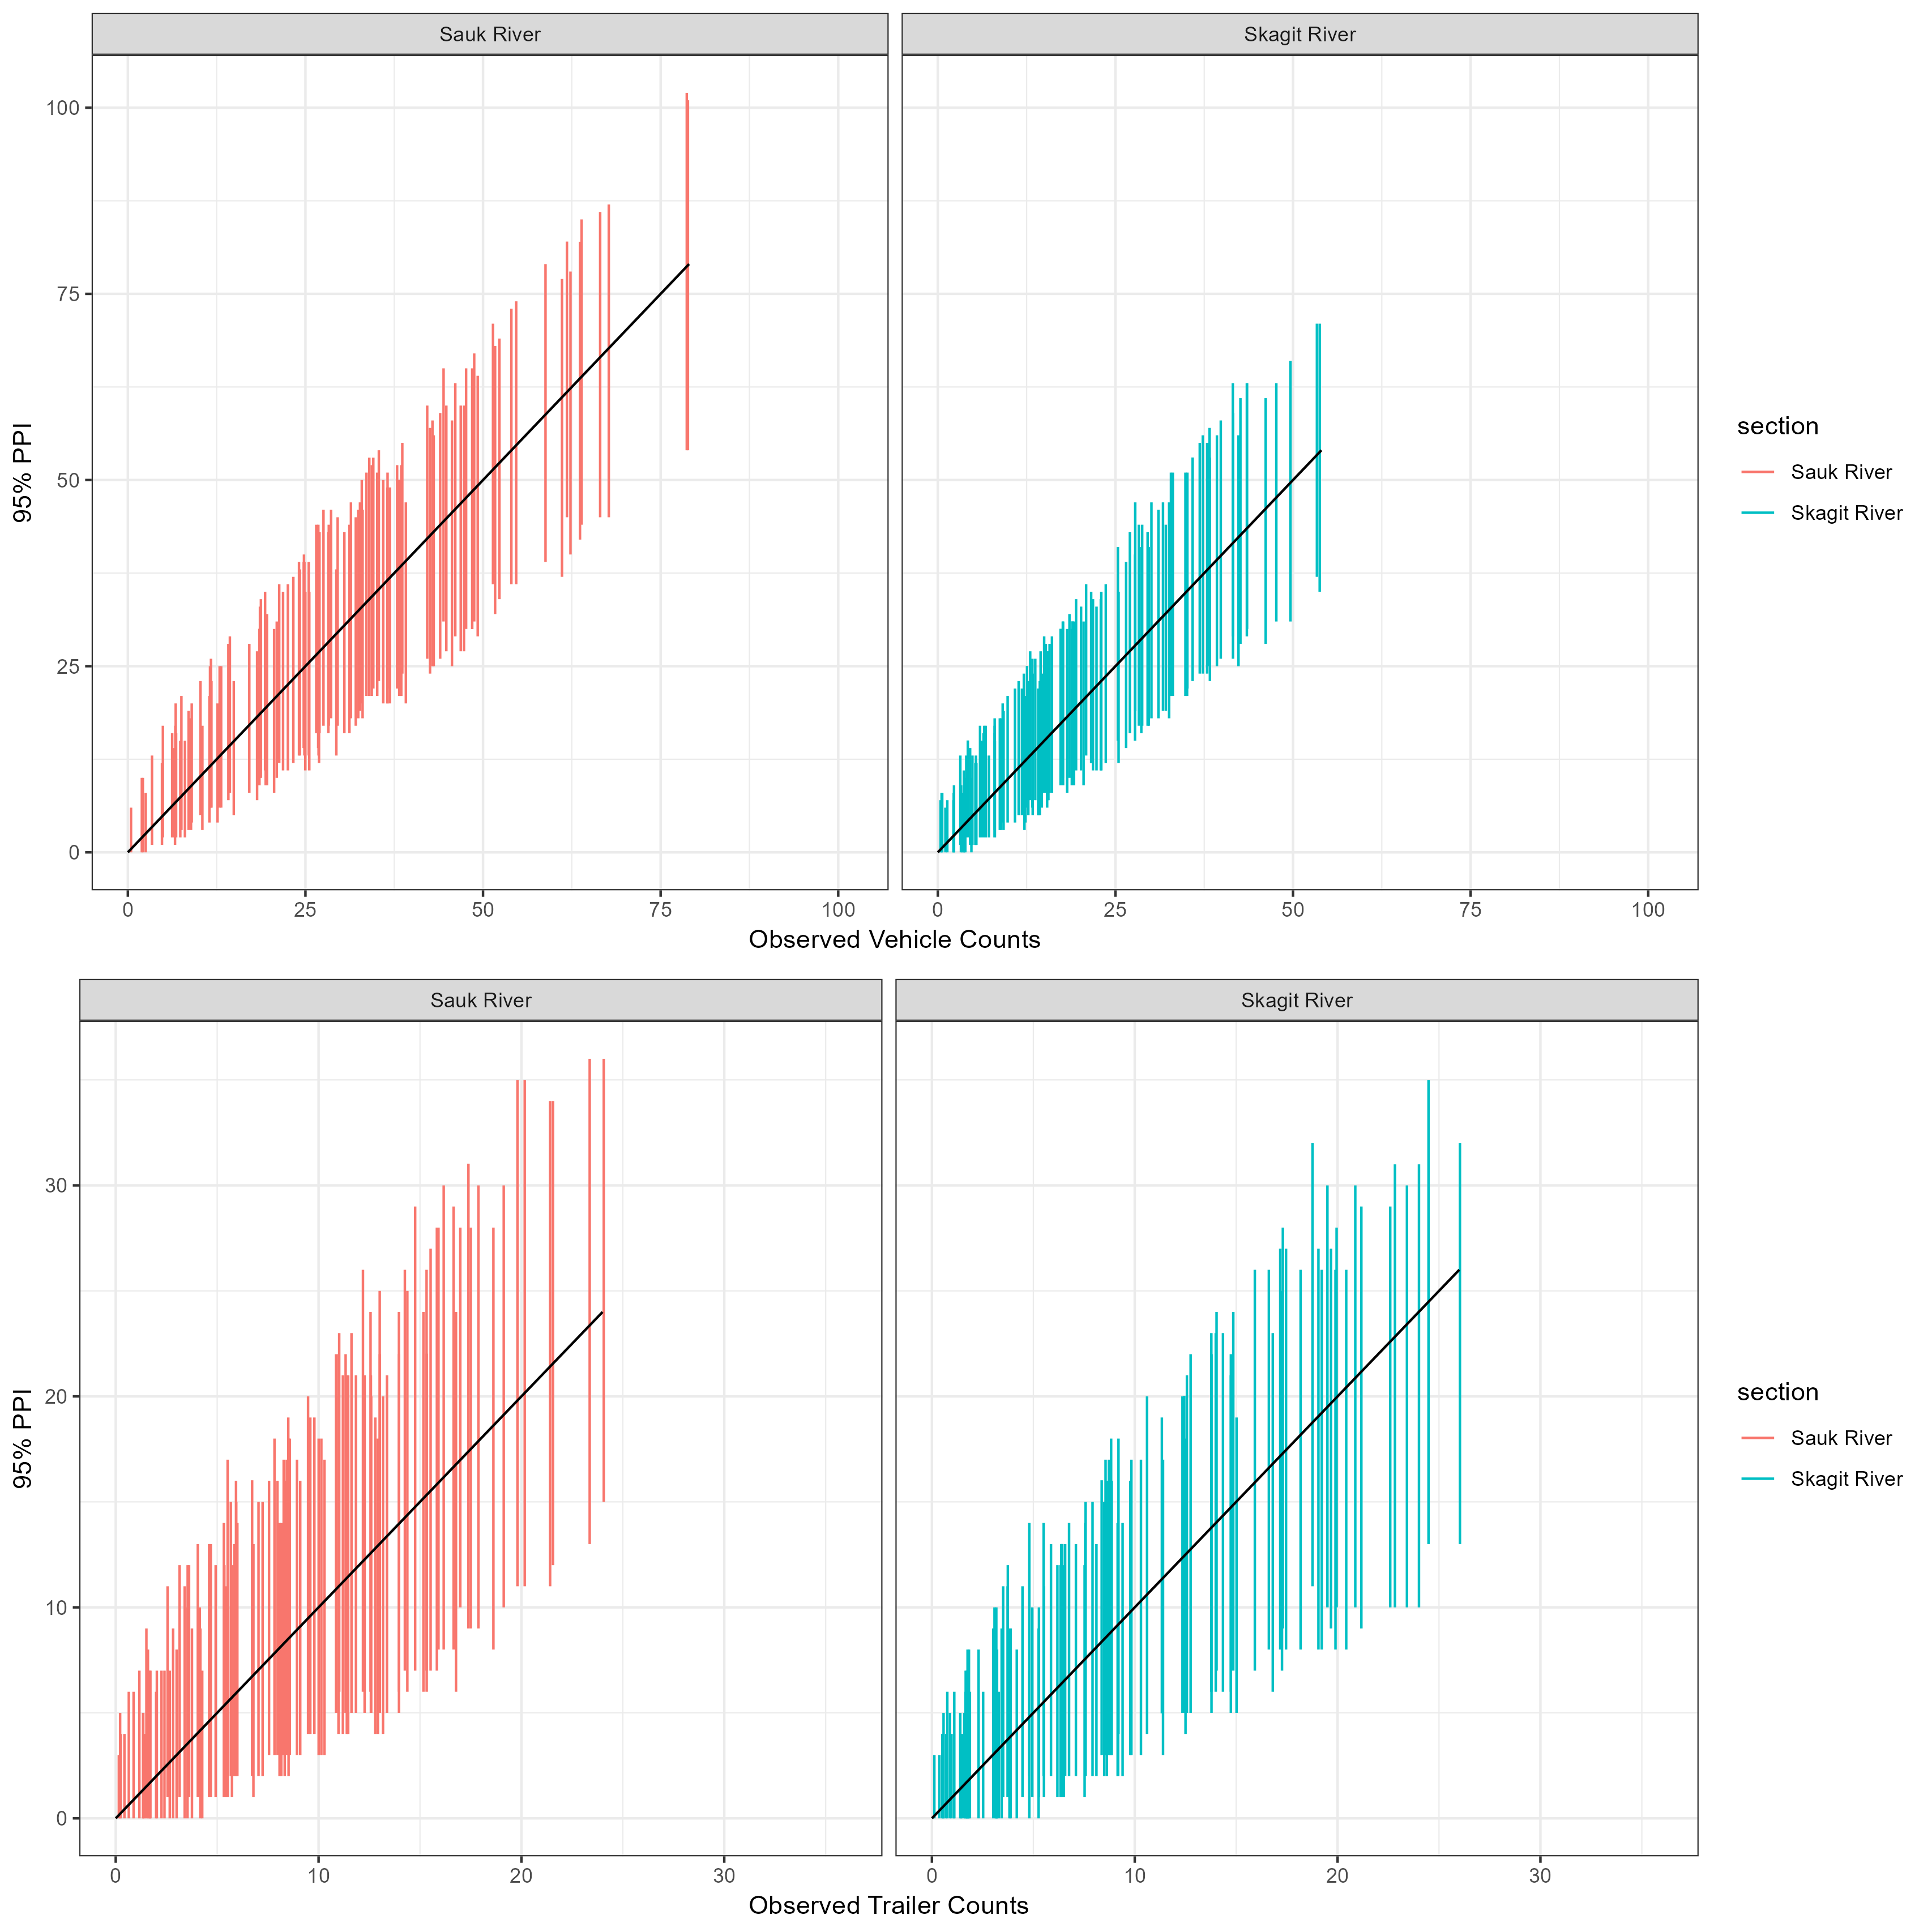 Sauk River
Skagit River
100
75
50
25
0
95% PPI
0 25 50 75 100
0 25 50 75 100
Observed Vehicle Counts
section
Sauk River
Skagit River
Sauk River
Skagit River
30
20
10
0
95% PPI
0 10 20 30
0 10 20 30
Observed Trailer Counts
section
Sauk River
Skagit River